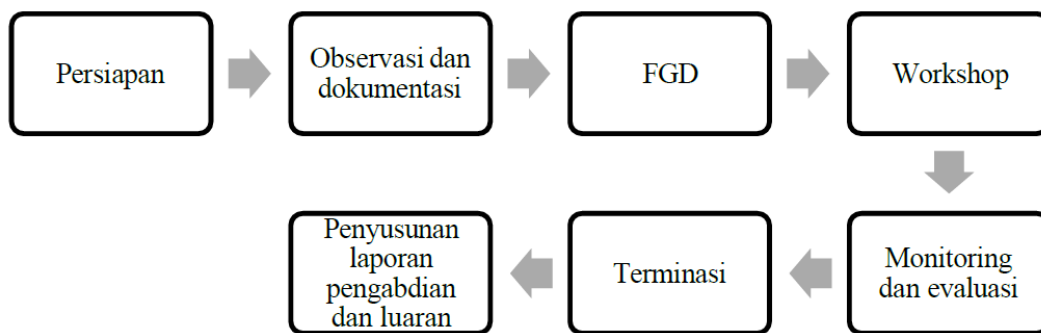 Persiapan
Observasi dan
dokumentasi
FGD
Workshop
Monitoring
dan evaluasi
Terminasi
Penyusunan
laporan
pengabdian
dan luaran